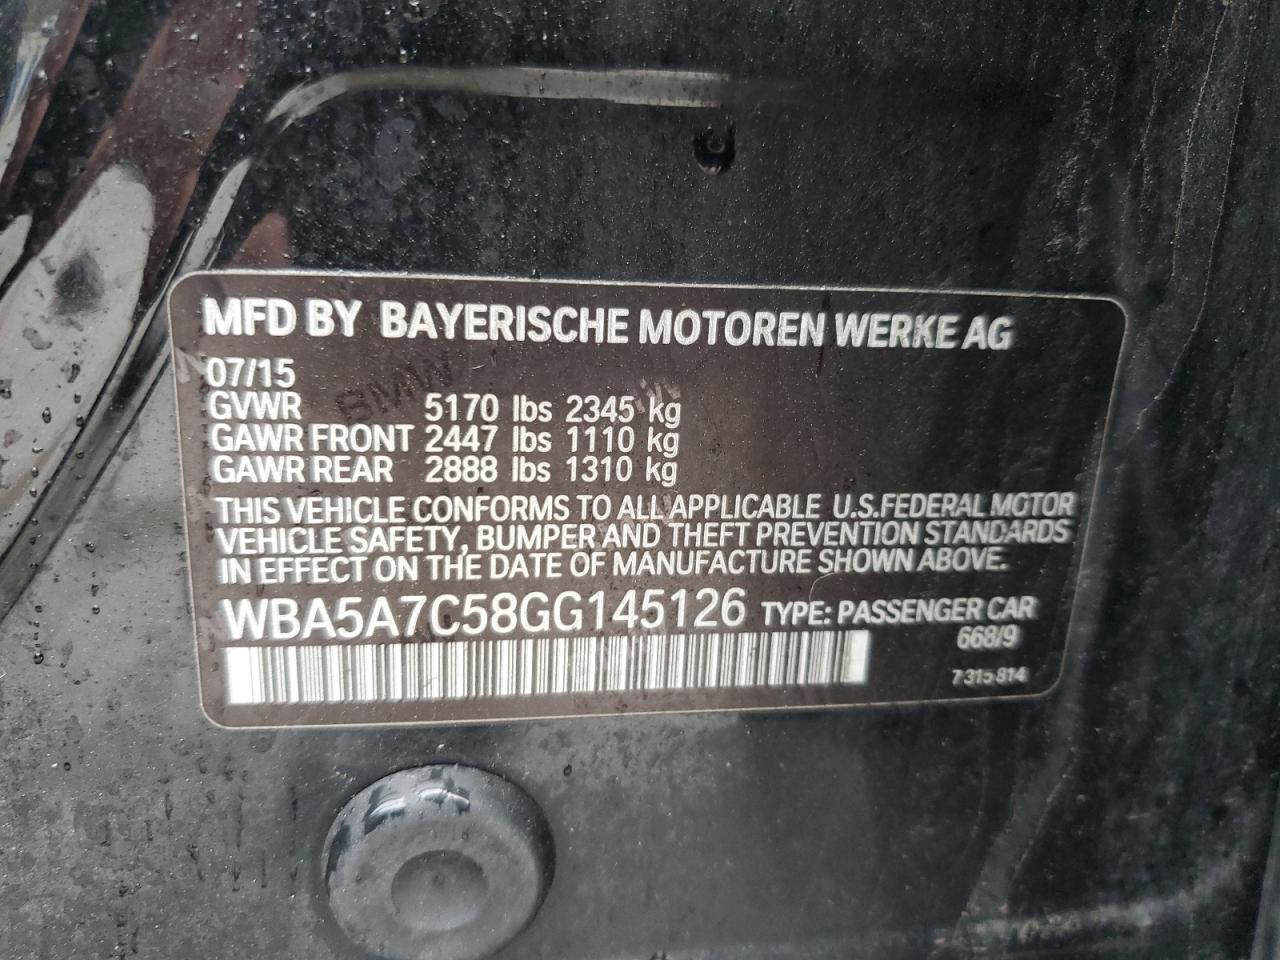 MFD BY BAYERISCHE MOTOREN WERKE AG
07/15
GVWR 5170 lbs 2345 kg
GAWR FRONT 2447 lbs 1110 kg
GAWR REAR 2888 lbs 1310 kg
THIS VEHICLE CONFORMS TO ALL APPLICABLE U.S.FEDERAL MOTOR
VEHICLE SAFETY, BUMPER AND THEFT PREVENTION STANDARDS
IN EFFECT ON THE DATE OF MANUFACTURE SHOWN ABOVE.
WBA5A7C58GG145126 TYPE: PASSENGER CAR
668/9
7 315 814